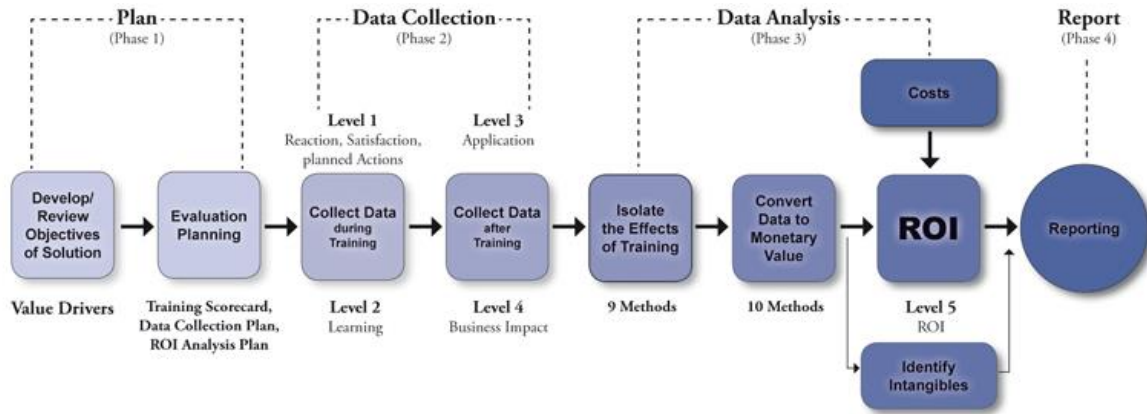 Plan
(Phase 1)
Data Collection
(Phase 2)
Data Analysis
(Phase 3)
Report
(Phase 4)
Costs
Level 1
Reaction, Satisfaction,
planned Actions
Level 3
Application
Develop/
Review
Objectives
of Solution
Evaluation
Planning
Collect Data
during
Training
Collect Data
after
Training
Isolate
the Effects
of Training
Convert
Data to
Monetary
Value
ROI
Reporting
Value Drivers
Training Scorecard,
Data Collection Plan,
ROI Analysis Plan
Level 2
Learning
Level 4
Business Impact
9 Methods
10 Methods
Level 5
ROI
Identify
Intangibles